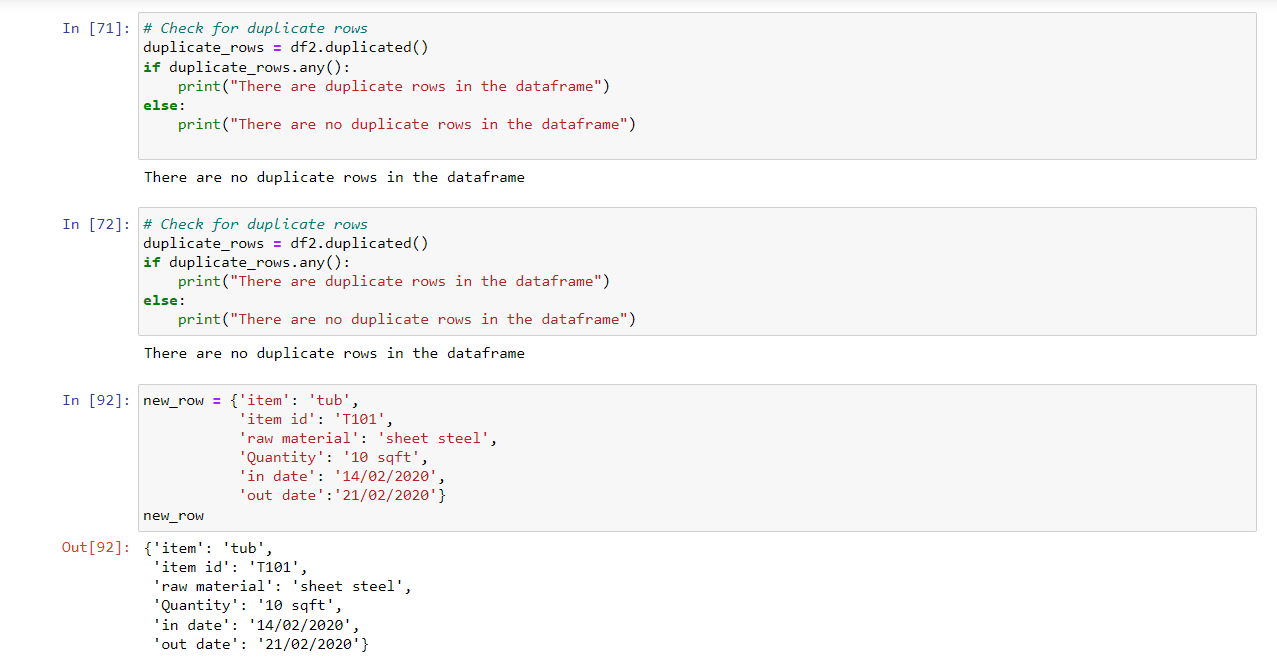 In [71]: # Check for duplicate rows
duplicate_rows = df2.duplicated()
if duplicate_rows.any():
    print("There are duplicate rows in the dataframe")
else:
    print("There are no duplicate rows in the dataframe")
There are no duplicate rows in the dataframe
In [72]: # Check for duplicate rows
duplicate_rows = df2.duplicated()
if duplicate_rows.any():
    print("There are duplicate rows in the dataframe")
else:
    print("There are no duplicate rows in the dataframe")
There are no duplicate rows in the dataframe
In [92]: new_row = {'item': 'tub',
           'item id': 'T101',
           'raw material': 'sheet steel',
           'Quantity': '10 sqft',
           'in date': '14/02/2020',
           'out date':'21/02/2020'}
new_row
Out[92]: {'item': 'tub',
 'item id': 'T101',
 'raw material': 'sheet steel',
 'Quantity': '10 sqft',
 'in date': '14/02/2020',
 'out date': '21/02/2020'}